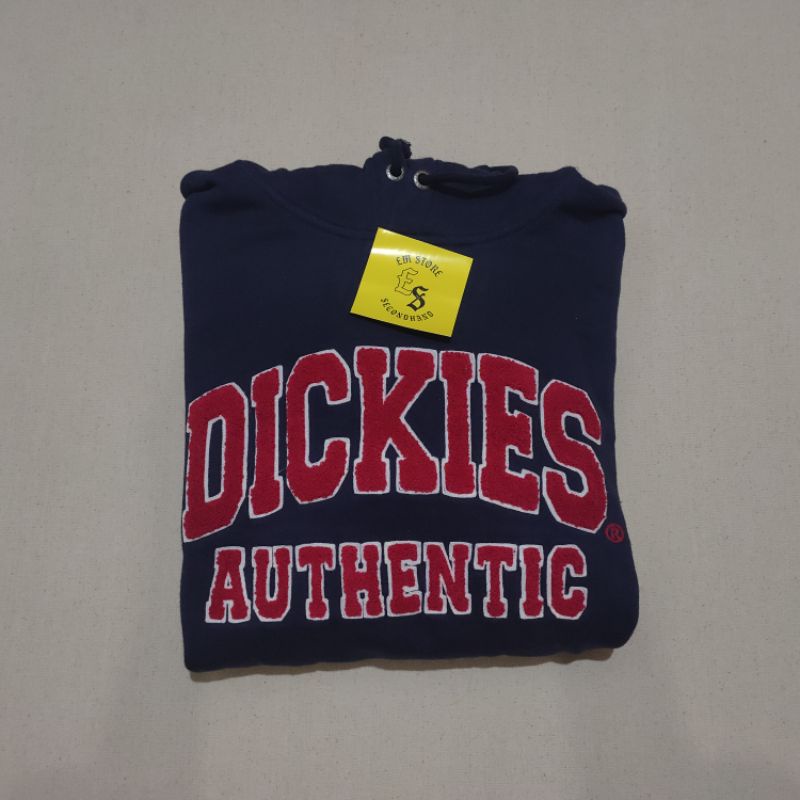 EM STORE
ES
SECONDHAND
DICKIES
®
AUTHENTIC